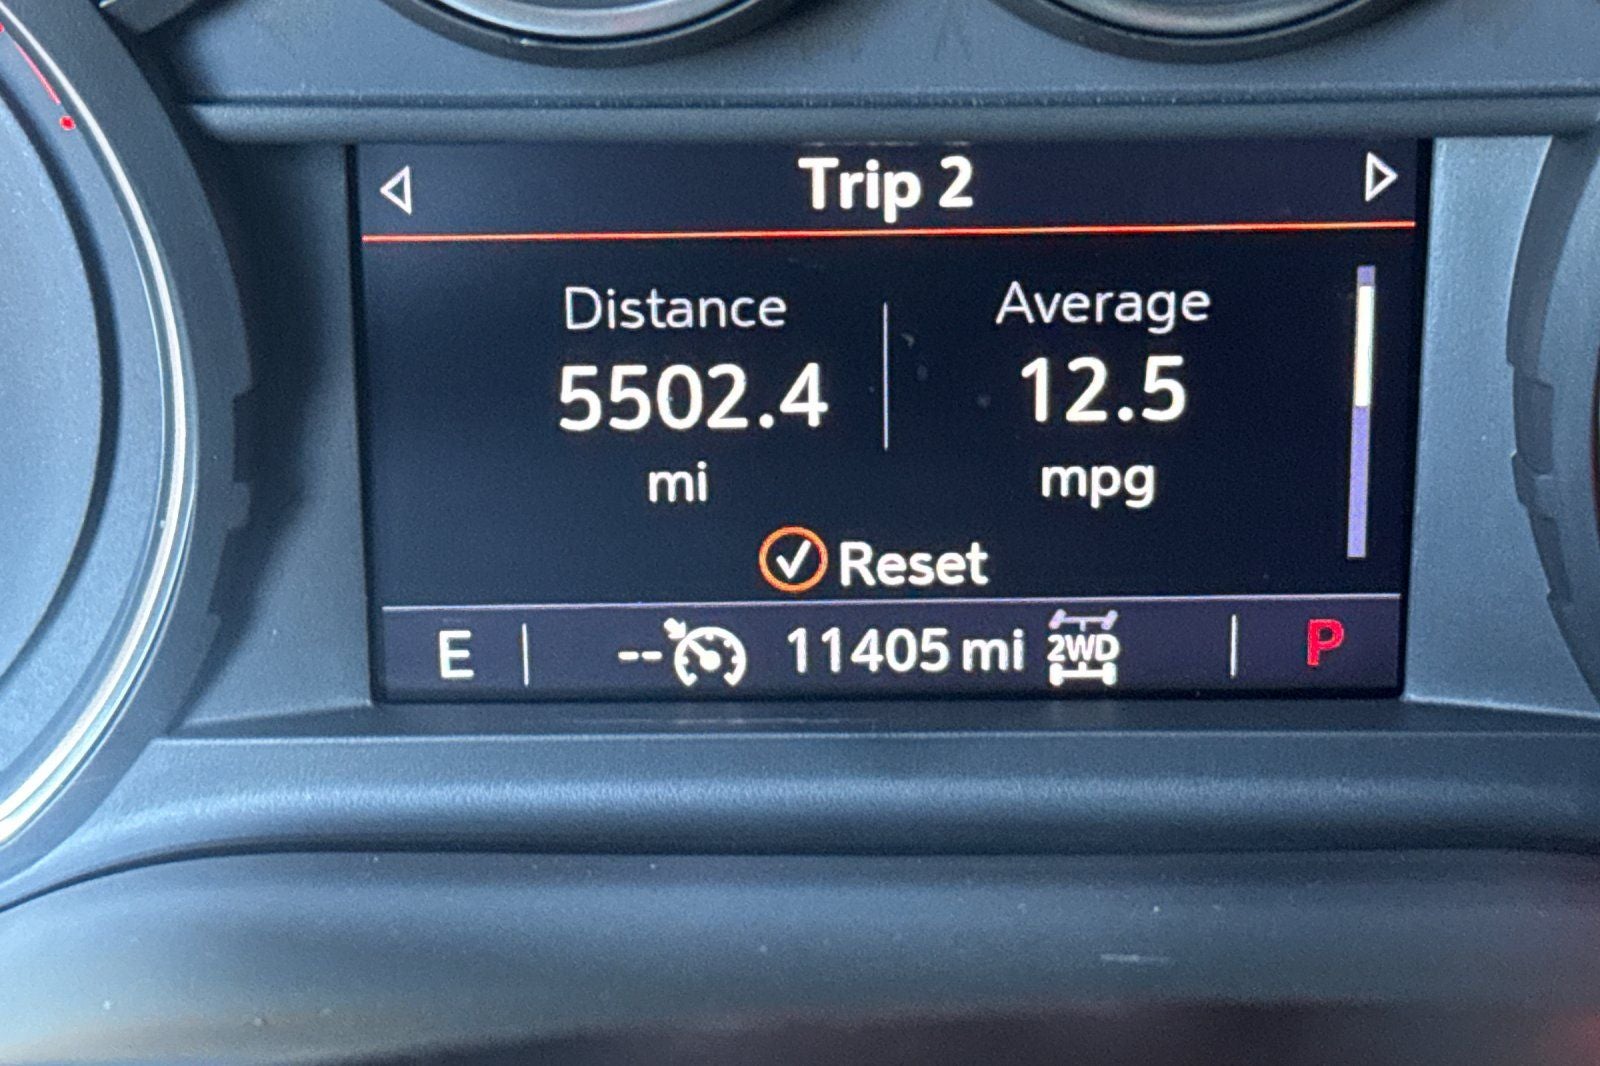 Trip 2
Distance Average
5502.4 12.5
mi mpg
Reset
E --11405 mi 2WD P